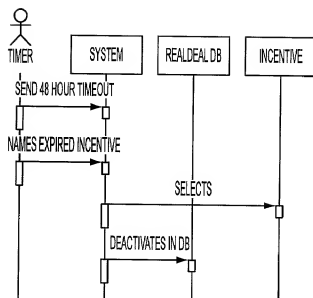 TIMER
SYSTEM
REALDEAL DB
INCENTIVE
SEND 48 HOUR TIMEOUT
NAMES EXPIRED INCENTIVE
SELECTS
DEACTIVATES IN DB